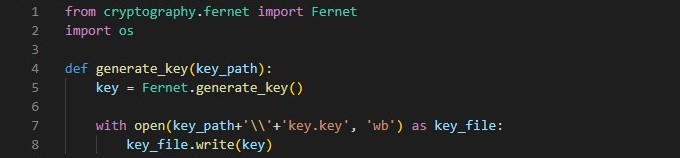 1 from cryptography.fernet import Fernet
2 import os
3
4 def generate_key(key_path):
5     key = Fernet.generate_key()
6
7     with open(key_path+'\\'+'key.key', 'wb') as key_file:
8         key_file.write(key)